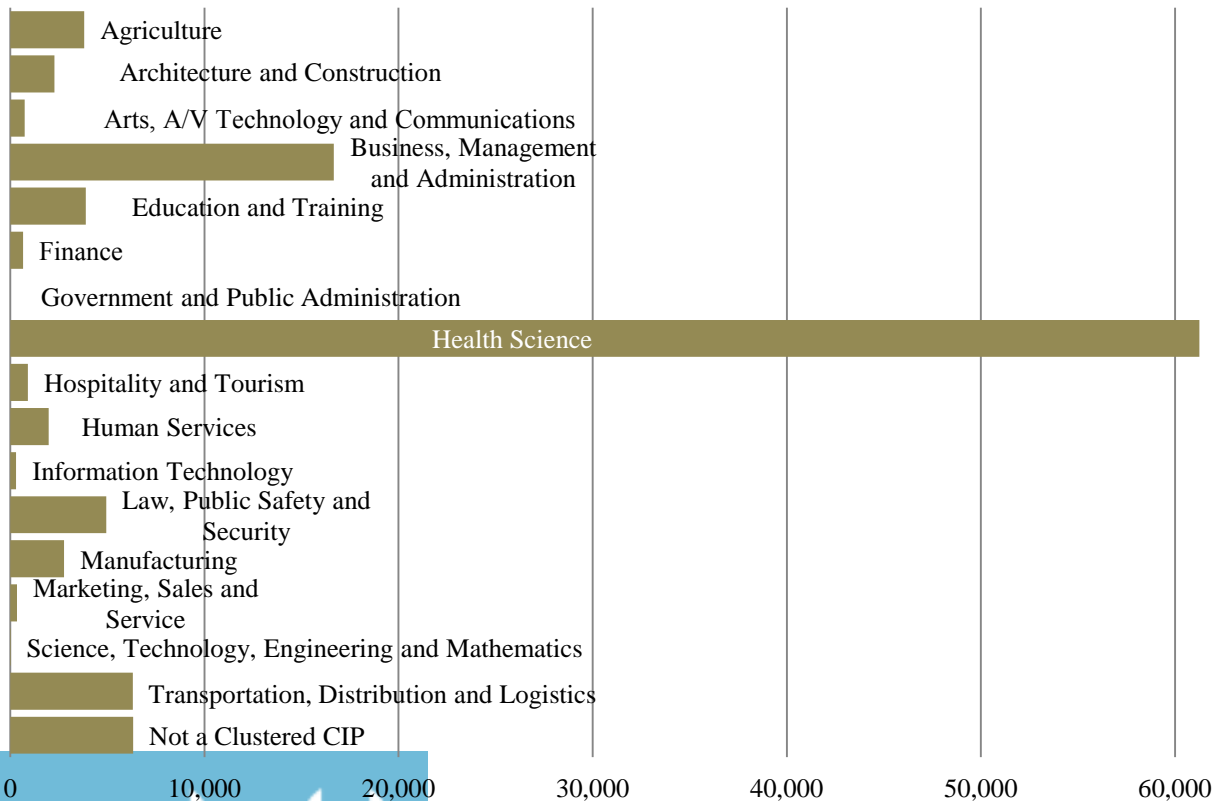 Agriculture
Architecture and Construction
Arts, A/V Technology and Communications
Business, Management
and Administration
Education and Training
Finance
Government and Public Administration
Health Science
Hospitality and Tourism
Human Services
Information Technology
Law, Public Safety and
Security
Manufacturing
Marketing, Sales and
Service
Science, Technology, Engineering and Mathematics
Transportation, Distribution and Logistics
Not a Clustered CIP
0 10,000 20,000 30,000 40,000 50,000 60,000